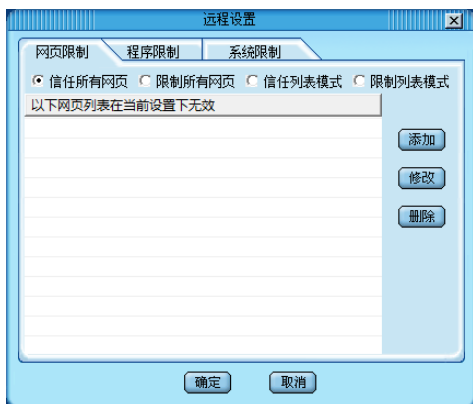 远程设置
网页限制 程序限制 系统限制
信任所有网页 限制所有网页 信任列表模式 限制列表模式
以下网页列表在当前设置下无效
添加
修改
删除
确定 取消